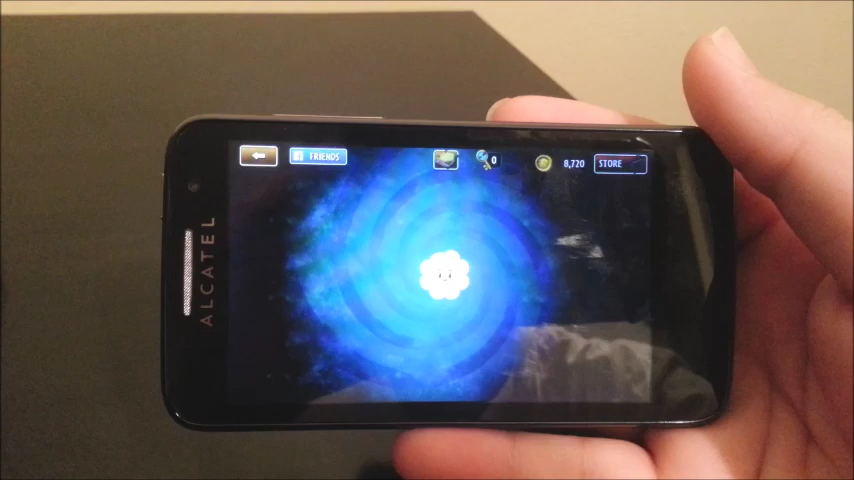 FRIENDS
0
8,720
STORE
ALCATEL